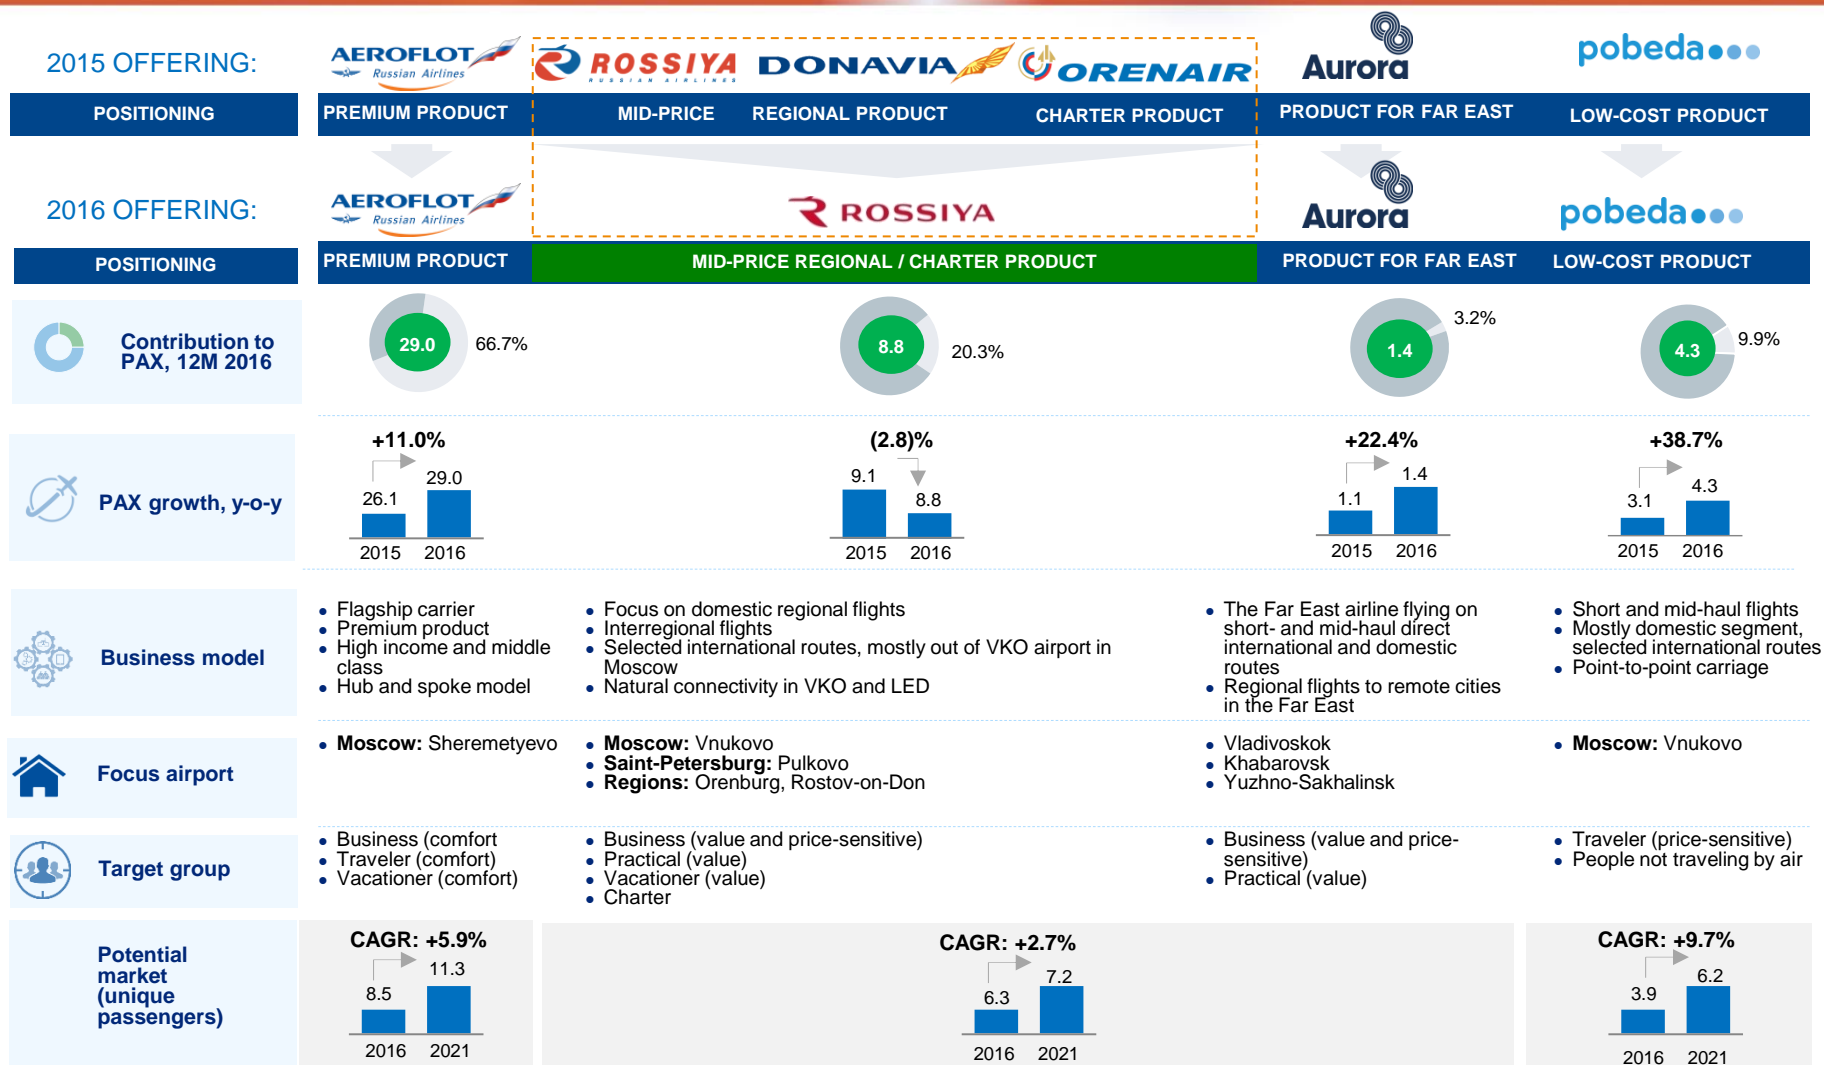 2015 OFFERING:
AEROFLOT
Russian Airlines
ROSSIYA
RUSSIAN AIRLINES
DONAVIA
ORENAIR
Aurora
pobeda
POSITIONING
PREMIUM PRODUCT
MID-PRICE
REGIONAL PRODUCT
CHARTER PRODUCT
PRODUCT FOR FAR EAST
LOW-COST PRODUCT
2016 OFFERING:
AEROFLOT
Russian Airlines
ROSSIYA
Aurora
pobeda
POSITIONING
PREMIUM PRODUCT
MID-PRICE REGIONAL / CHARTER PRODUCT
PRODUCT FOR FAR EAST
LOW-COST PRODUCT
Contribution to
PAX, 12M 2016
29.0
66.7%
8.8
20.3%
1.4
3.2%
4.3
9.9%
PAX growth, y-o-y
+11.0%
26.1
29.0
2015
2016
(2.8)%
9.1
8.8
2015
2016
+22.4%
1.1
1.4
2015
2016
+38.7%
3.1
4.3
2015
2016
Business model
• Flagship carrier
• Premium product
• High income and middle
class
• Hub and spoke model
• Focus on domestic regional flights
• Interregional flights
• Selected international routes, mostly out of VKO airport in
Moscow
• Natural connectivity in VKO and LED
• The Far East airline flying on
short- and mid-haul direct
international and domestic
routes
• Regional flights to remote cities
in the Far East
• Short and mid-haul flights
• Mostly domestic segment,
selected international routes
• Point-to-point carriage
Focus airport
• Moscow: Sheremetyevo
• Moscow: Vnukovo
• Saint-Petersburg: Pulkovo
• Regions: Orenburg, Rostov-on-Don
• Vladivoskok
• Khabarovsk
• Yuzhno-Sakhalinsk
• Moscow: Vnukovo
Target group
• Business (comfort
• Traveler (comfort)
• Vacationer (comfort)
• Business (value and price-sensitive)
• Practical (value)
• Vacationer (value)
• Charter
• Business (value and price-
sensitive)
• Practical (value)
• Traveler (price-sensitive)
• People not traveling by air
Potential
market
(unique
passengers)
CAGR: +5.9%
8.5
11.3
2016
2021
CAGR: +2.7%
6.3
7.2
2016
2021
CAGR: +9.7%
3.9
6.2
2016
2021